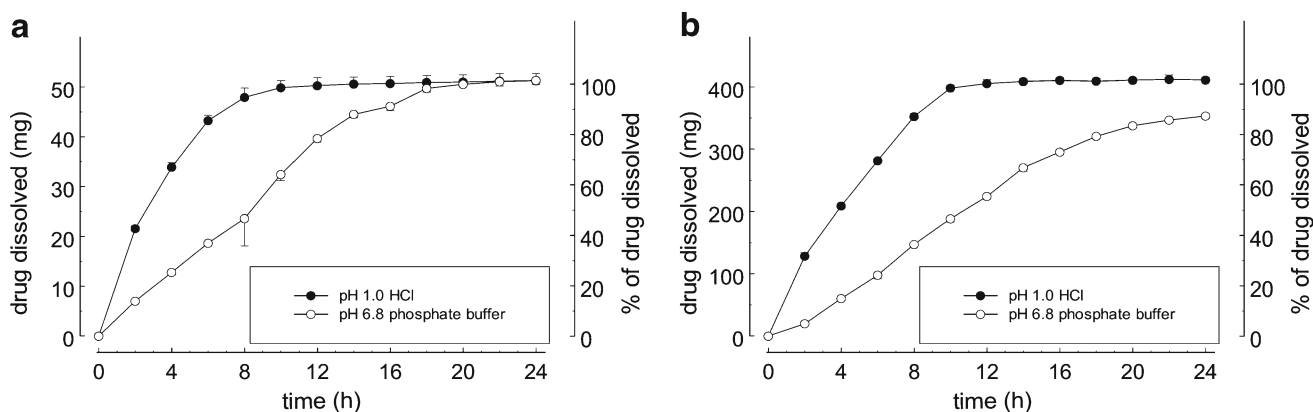 a
drug dissolved (mg)
50
40
30
20
10
0
% of drug dissolved
100
80
60
40
20
0
pH 1.0 HCl
pH 6.8 phosphate buffer
0 4 8 12 16 20 24
time (h)
b
drug dissolved (mg)
400
300
200
100
0
% of drug dissolved
100
80
60
40
20
0
pH 1.0 HCl
pH 6.8 phosphate buffer
0 4 8 12 16 20 24
time (h)